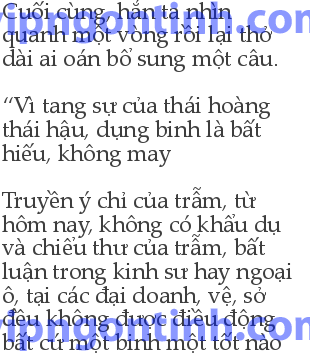 Cuối cùng, hắn ta nhìn
quanh một vòng rồi lại thở
dài ai oán bổ sung một câu.
“Vì tang sự của thái hoàng
thái hậu, dụng binh là bất
hiếu, không may
Truyền ý chỉ của trẫm, từ
hôm nay, không có khẩu dụ
và chiếu thư của trẫm, bất
luận trong kinh sư hay ngoại
ô, tại các đại doanh, vệ, sở
đều không được điều động
bất cứ một binh một tốt nào